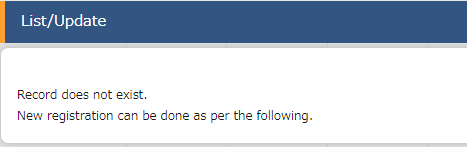 List/Update
Record does not exist.
New registration can be done as per the following.